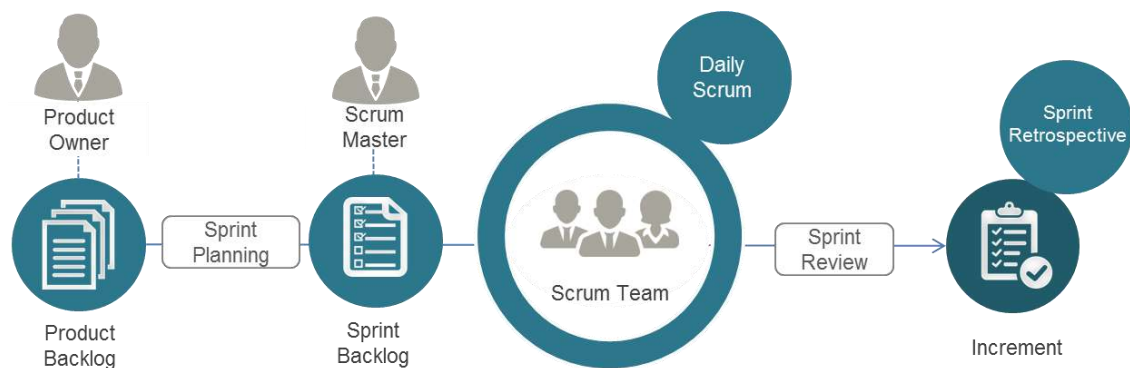 Product
Owner
Scrum
Master
Daily
Scrum
Sprint
Retrospective
Sprint
Planning
Scrum Team
Sprint
Review
Product
Backlog
Sprint
Backlog
Increment